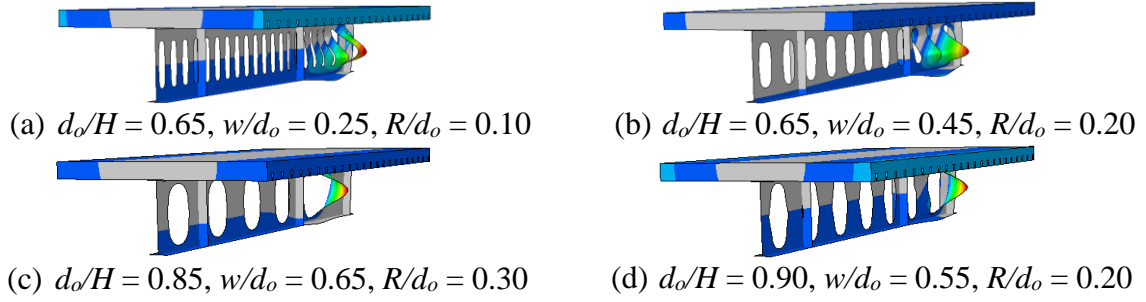 (a) dₒ/H = 0.65, w/dₒ = 0.25, R/dₒ = 0.10
(b) dₒ/H = 0.65, w/dₒ = 0.45, R/dₒ = 0.20
(c) dₒ/H = 0.85, w/dₒ = 0.65, R/dₒ = 0.30
(d) dₒ/H = 0.90, w/dₒ = 0.55, R/dₒ = 0.20